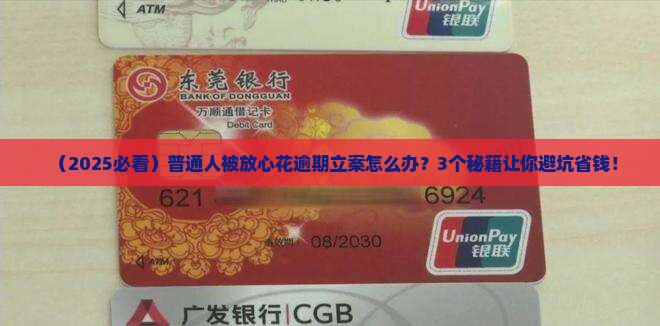 ATM
UnionPay
银联
东莞银行
BANK OF DONGGUAN
万顺通借记卡
Debit Card
（2025必看）普通人被放心花逾期立案怎么办？3个秘籍让你避坑省钱！
621 6924
有效期 08/2030
ATM
UnionPay
银联
广发银行|CGB